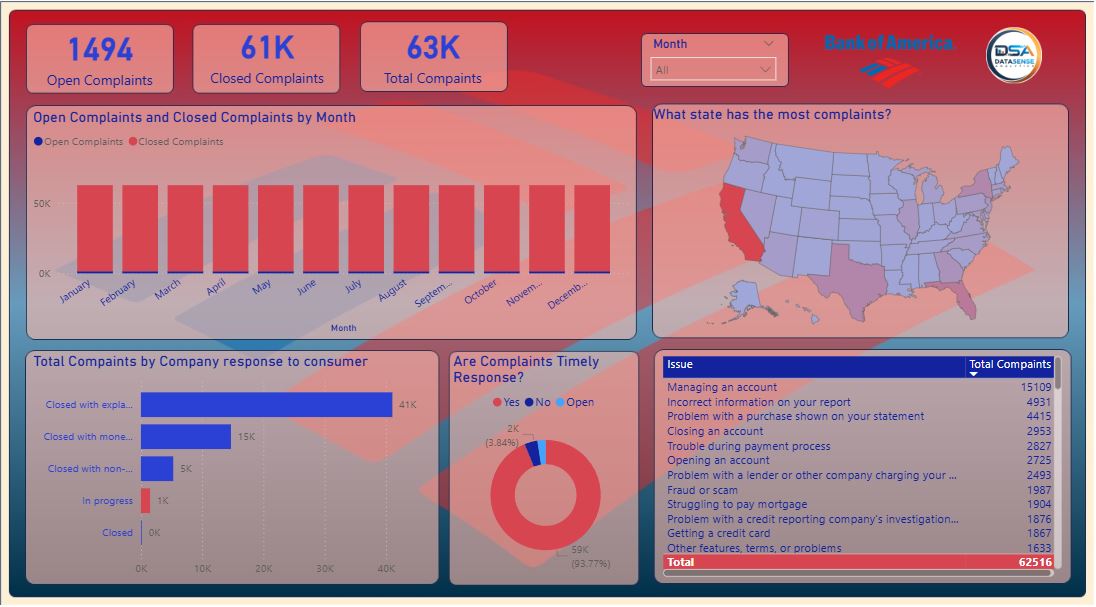 1494
Open Complaints
61K
Closed Complaints
63K
Total Compaints
Month
All
Bank of America
DSA
DATASENSE
ANALYTICS
Open Complaints and Closed Complaints by Month
Open Complaints Closed Complaints
50K
0K
January February March April May June July August Septem... October Novem... Decemb...
Month
What state has the most complaints?
Total Compaints by Company response to consumer
Closed with expla... 41K
Closed with mone... 15K
Closed with non-... 5K
In progress 1K
Closed 0K
0K 10K 20K 30K 40K
Are Complaints Timely
Response?
Yes No Open
2K
(3.84%)
59K
(93.77%)
Issue Total Compaints
Managing an account 15109
Incorrect information on your report 4931
Problem with a purchase shown on your statement 4415
Closing an account 2953
Trouble during payment process 2827
Opening an account 2725
Problem with a lender or other company charging your ... 2493
Fraud or scam 1987
Struggling to pay mortgage 1904
Problem with a credit reporting company's investigation... 1876
Getting a credit card 1867
Other features, terms, or problems 1633
Total 62516